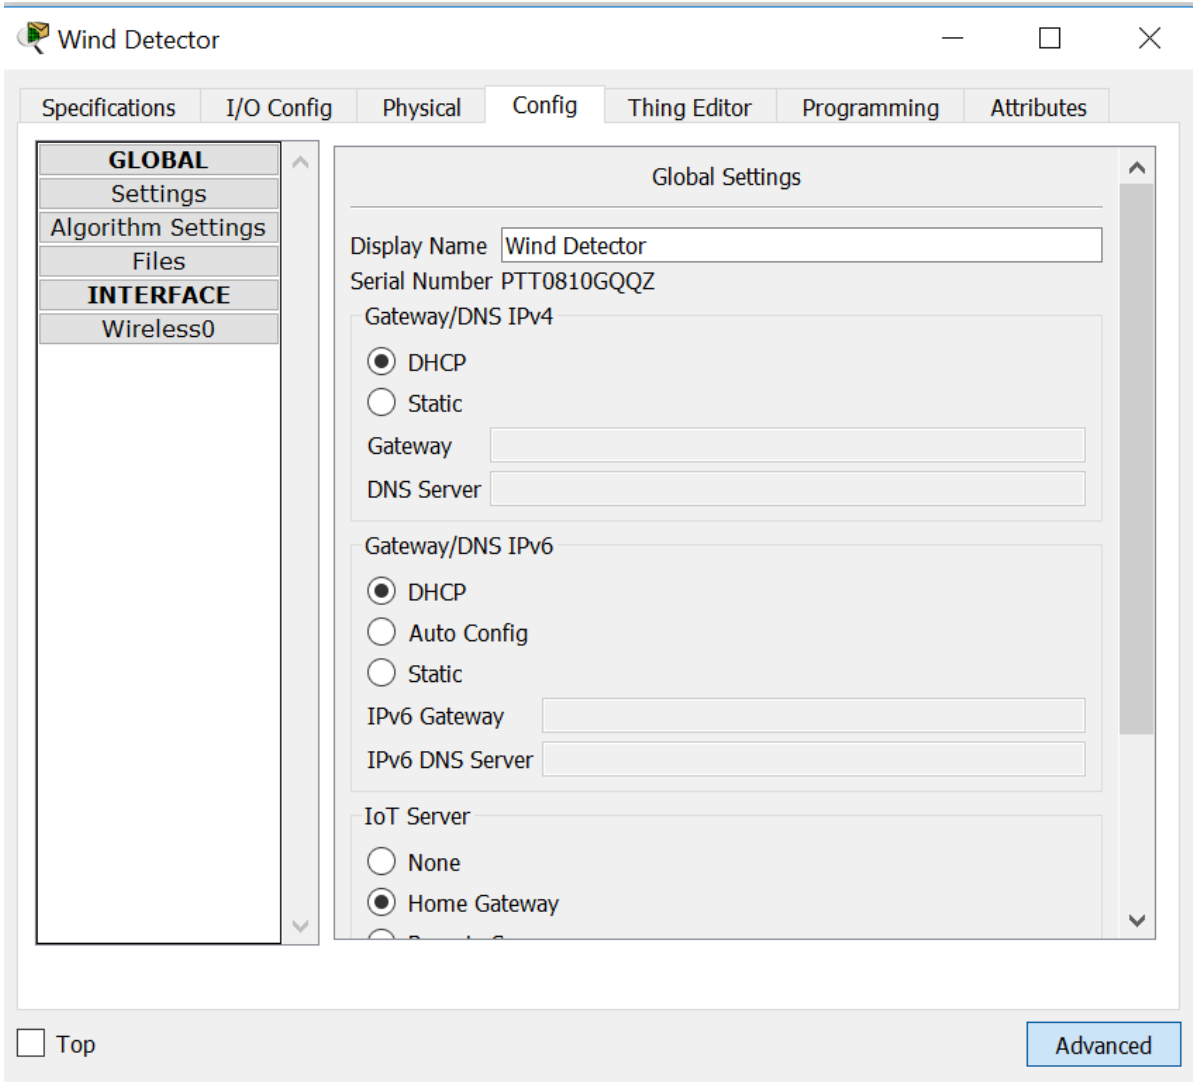 Wind Detector
Specifications I/O Config Physical Config Thing Editor Programming Attributes
GLOBAL
Settings
Algorithm Settings
Files
INTERFACE
Wireless0
Global Settings
Display Name Wind Detector
Serial Number PTT0810GQQZ
Gateway/DNS IPv4
DHCP
Static
Gateway
DNS Server
Gateway/DNS IPv6
DHCP
Auto Config
Static
IPv6 Gateway
IPv6 DNS Server
IoT Server
None
Home Gateway
Top
Advanced